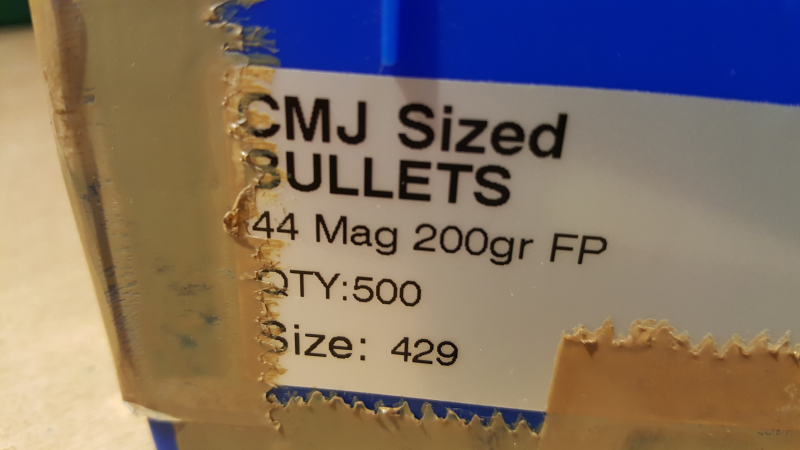 CMJ Sized
BULLETS
44 Mag 200gr FP
QTY:500
Size: 429